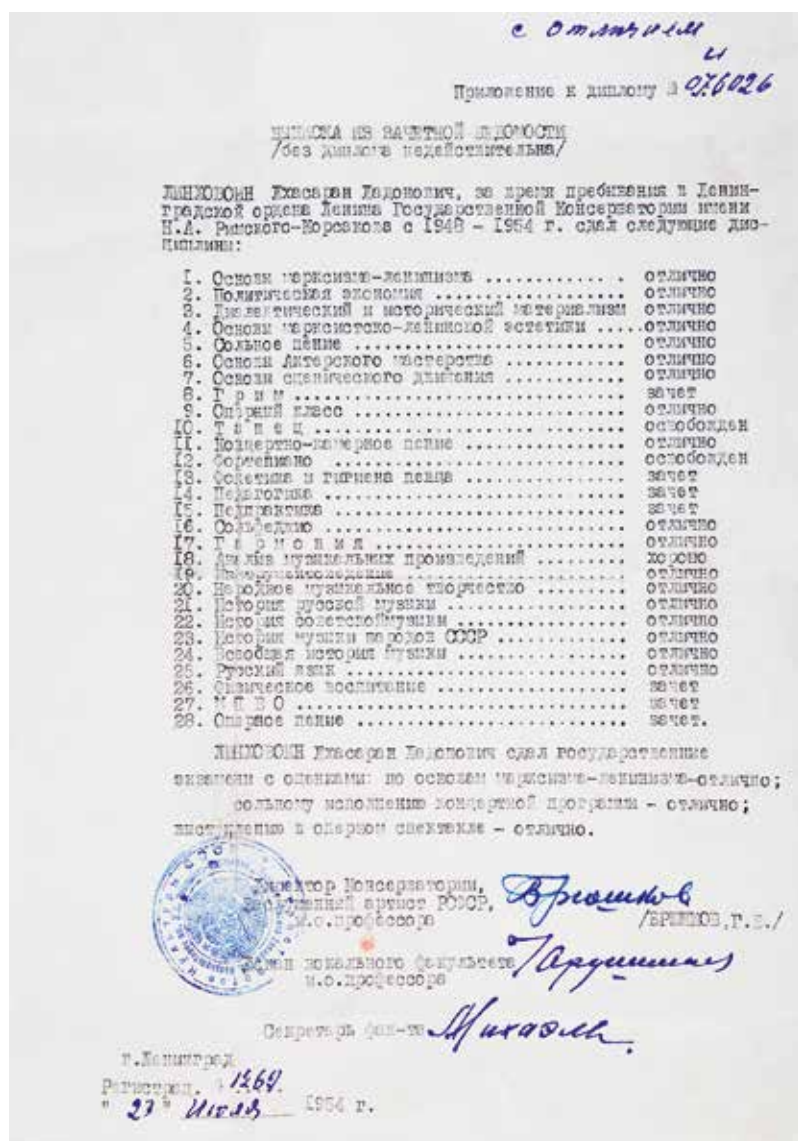 с отличием
и
Приложение к диплому № 076026
ВЫПИСКА ИЗ ЗАЧЕТНОЙ ВЕДОМОСТИ
/без диплома недействительна/
ЛИНХОВОИН Лхасаран Лодонович, за время пребывания в Ленин-
градской ордена Ленина Государственной Консерватории имени
Н.А. Римского-Корсакова с 1948 - 1954 г. сдал следующие дис-
циплины:
1. Основы марксизма-ленинизма .............. отлично
2. Политическая экономия ................... отлично
3. Диалектический и исторический материализм отлично
4. Основы марксистско-ленинской эстетики .....отлично
5. Сольное пение ........................... отлично
6. Основы Актерского мастерства ............ отлично
7. Основы сценического движения ............ отлично
8. Г р и м ................................. зачет
9. Оперный класс ........................... отлично
10. Т а н е ц .............................. освобожден
11. Концертно-камерное пение ............... отлично
12. Фортепиано ............................. освобожден
13. Фонетика и гигиена певца ............... зачет
14. Педагогика ............................. зачет
15. Педпрактика ............................ зачет
16. Сольфеджио ............................. отлично
17. Г а р м о н и я ........................ отлично
18. Анализ музыкальных произведений ........ хорошо
19. Инструментоведение ..................... отлично
20. Народное музыкальное творчество ........ отлично
21. История русской музыки ................. отлично
22. История советскоймузыки ................ отлично
23. История музыки народов СССР ............ отлично
24. Всеобщая история музыки ................ отлично
25. Русский язык ........................... отлично
26. Физическое воспитание .................. зачет
27. М П В О ................................ зачет
28. Оперное пение .......................... зачет.
ЛИНХОВОИН Лхасаран Лодонович сдал государственные
экзамены с оценками: по основам марксизма-ленинизма-отлично;
сольному исполнению концертной программы - отлично;
выступлению в оперном спектакле - отлично.
Директор Консерватории,
Заслуженный артист РСФСР,
и.о.профессора /БРЮШКОВ,Ю.В./
Декан вокального факультета
и.о.профессора
Секретарь фак-та
г.Ленинград
Регистрац. № 1269.
" 27 " Июля 1954 г.